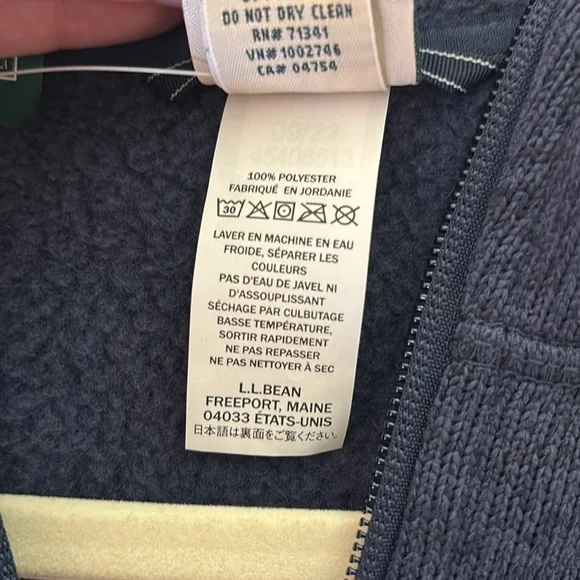 DO NOT DRY CLEAN
RN# 71341
VN#1002746
CA# 04754
100% POLYESTER
FABRIQUÉ EN JORDANIE
30
LAVER EN MACHINE EN EAU
FROIDE, SÉPARER LES
COULEURS
PAS D'EAU DE JAVEL NI
D'ASSOUPLISSANT
SÉCHAGE PAR CULBUTAGE
BASSE TEMPÉRATURE,
SORTIR RAPIDEMENT
NE PAS REPASSER
NE PAS NETTOYER À SEC
L.L.BEAN
FREEPORT, MAINE
04033 ÉTATS-UNIS
日本語は裏面をご覧ください。